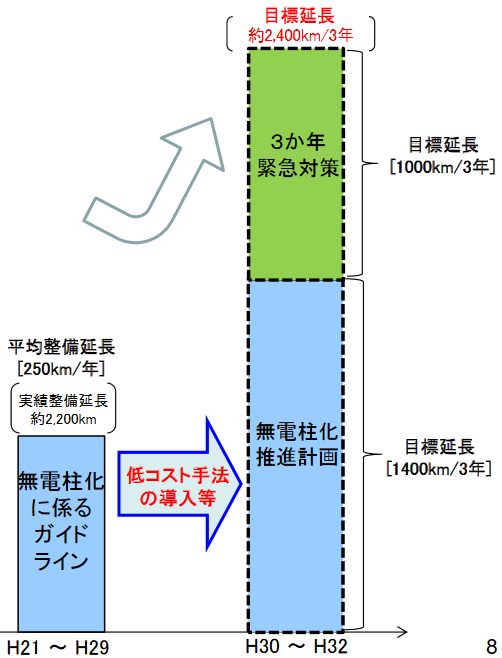 目標延長
約2,400km/3年
3か年
緊急対策
目標延長
[1000km/3年]
平均整備延長
[250km/年]
実績整備延長
約2,200km
無電柱化
に係る
ガイド
ライン
低コスト手法
の導入等
無電柱化
推進計画
目標延長
[1400km/3年]
H21 ～ H29
H30 ～ H32
8